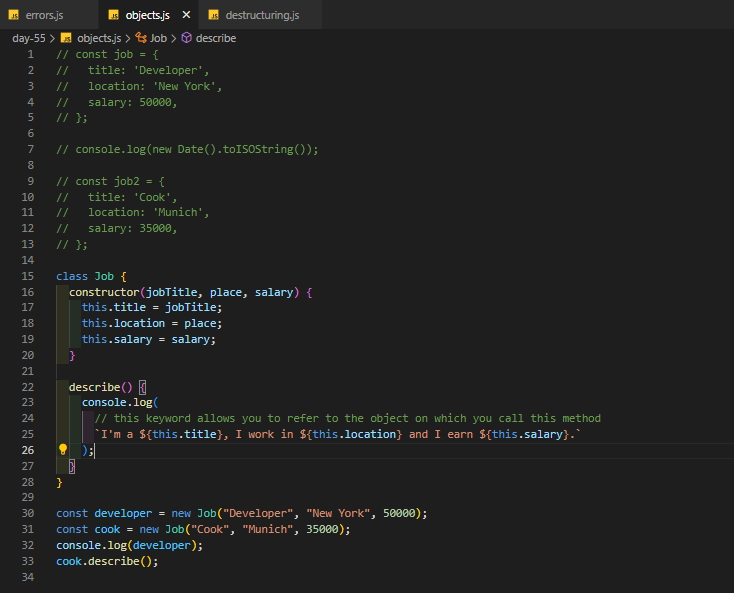 JS errors.js JS objects.js × JS destructuring.js
day-55 > JS objects.js > Job > describe
1 // const job = {
2 //   title: 'Developer',
3 //   location: 'New York',
4 //   salary: 50000,
5 // };
6
7 // console.log(new Date().toISOString());
8
9 // const job2 = {
10 //   title: 'Cook',
11 //   location: 'Munich',
12 //   salary: 35000,
13 // };
14
15 class Job {
16   constructor(jobTitle, place, salary) {
17     this.title = jobTitle;
18     this.location = place;
19     this.salary = salary;
20   }
21
22   describe() {
23     console.log(
24       // this keyword allows you to refer to the object on which you call this method
25       `I'm a ${this.title}, I work in ${this.location} and I earn ${this.salary}.`
26     );
27   }
28 }
29
30 const developer = new Job("Developer", "New York", 50000);
31 const cook = new Job("Cook", "Munich", 35000);
32 console.log(developer);
33 cook.describe();
34